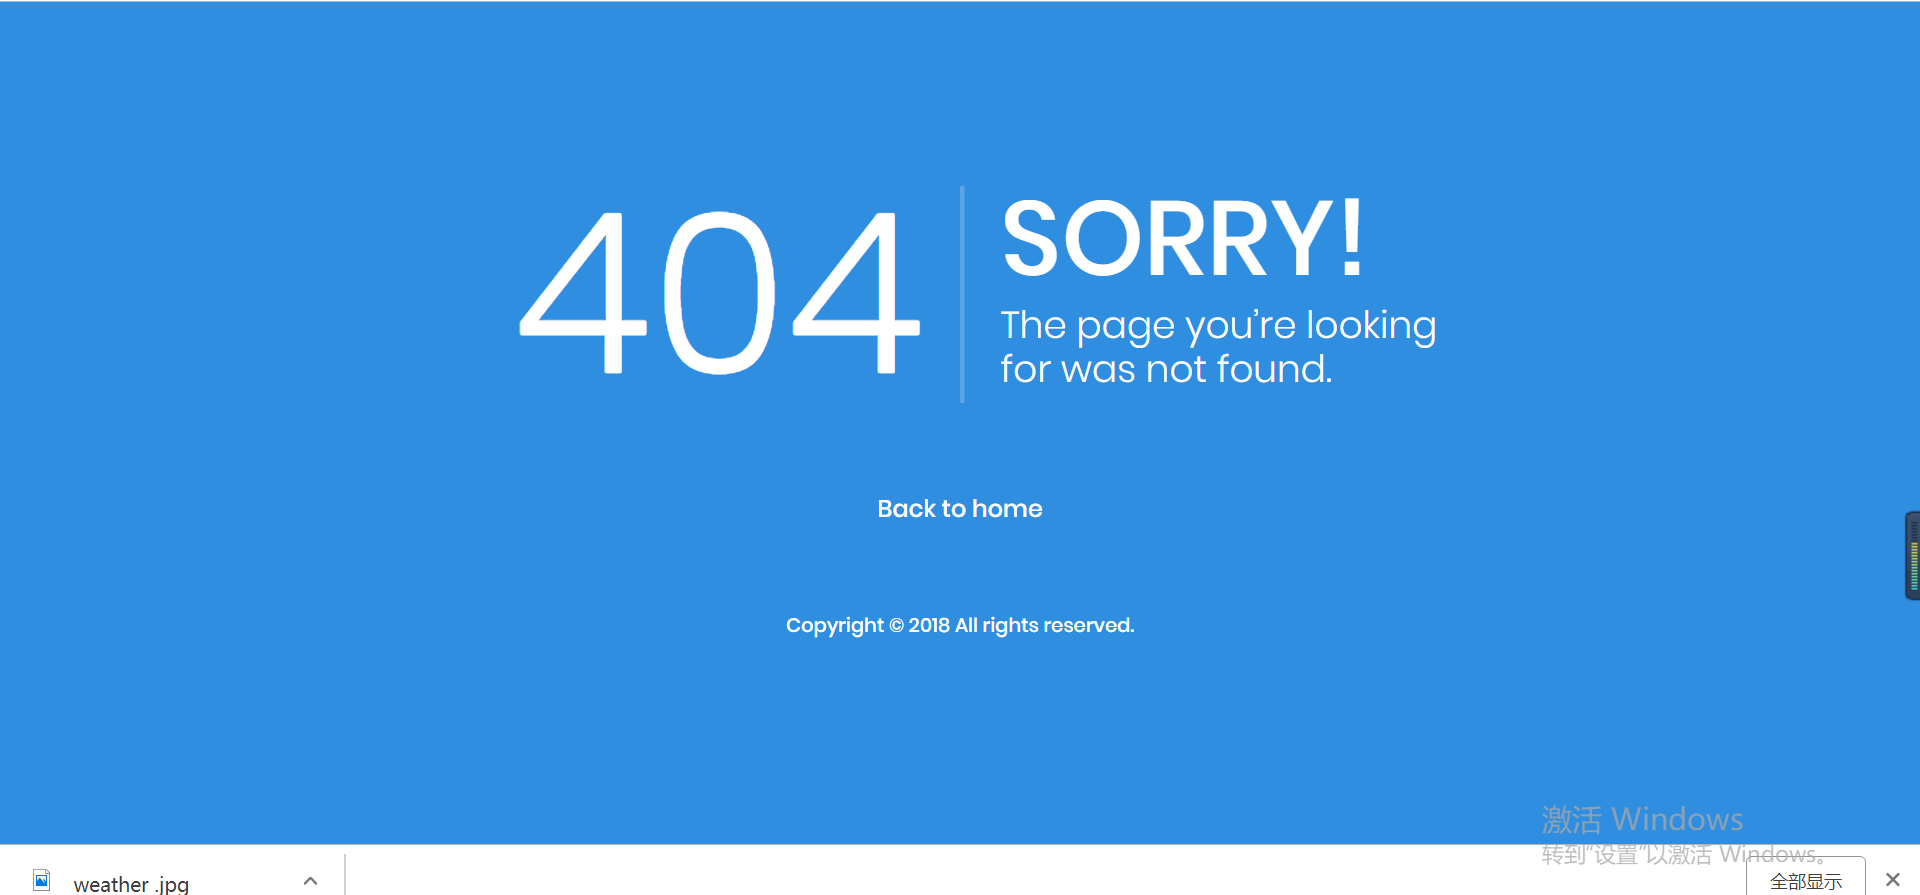 404
SORRY!
The page you’re looking
for was not found.
Back to home
Copyright © 2018 All rights reserved.
激活 Windows
转到“设置”以激活 Windows。
weather .jpg
全部显示